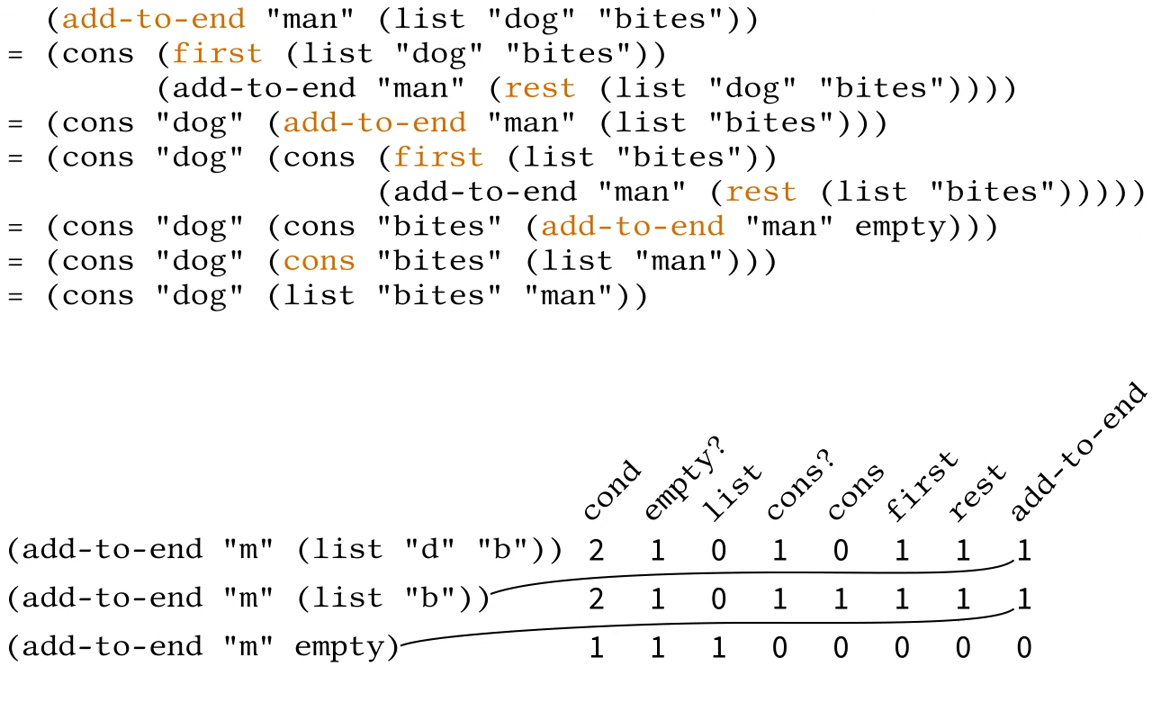 (add-to-end "man" (list "dog" "bites"))
= (cons (first (list "dog" "bites"))
(add-to-end "man" (rest (list "dog" "bites"))))
= (cons "dog" (add-to-end "man" (list "bites")))
= (cons "dog" (cons (first (list "bites"))
(add-to-end "man" (rest (list "bites")))))
= (cons "dog" (cons "bites" (add-to-end "man" empty)))
= (cons "dog" (cons "bites" (list "man")))
= (cons "dog" (list "bites" "man"))
cond empty? list cons? cons first rest add-to-end
(add-to-end "m" (list "d" "b")) 2 1 0 1 0 1 1 1
(add-to-end "m" (list "b")) 2 1 0 1 1 1 1 1
(add-to-end "m" empty) 1 1 1 0 0 0 0 0